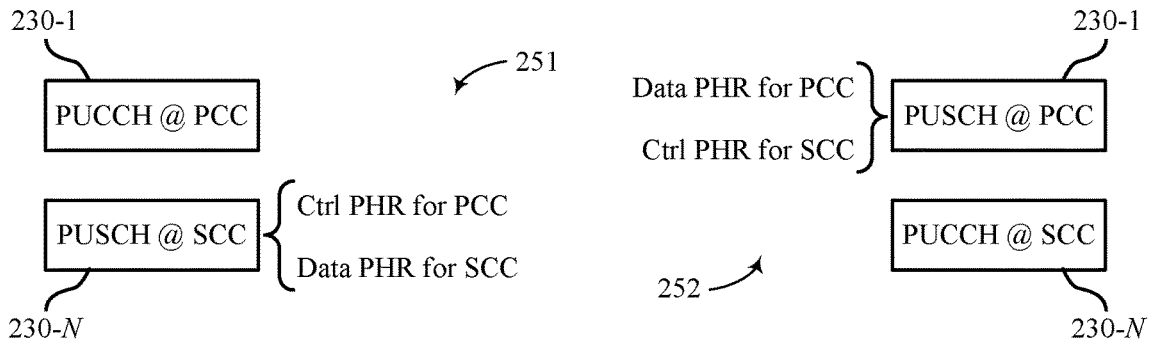 230-1
PUCCH @ PCC
251
PUSCH @ SCC
Ctrl PHR for PCC
Data PHR for SCC
230-N
230-1
Data PHR for PCC
Ctrl PHR for SCC
PUSCH @ PCC
PUCCH @ SCC
252
230-N